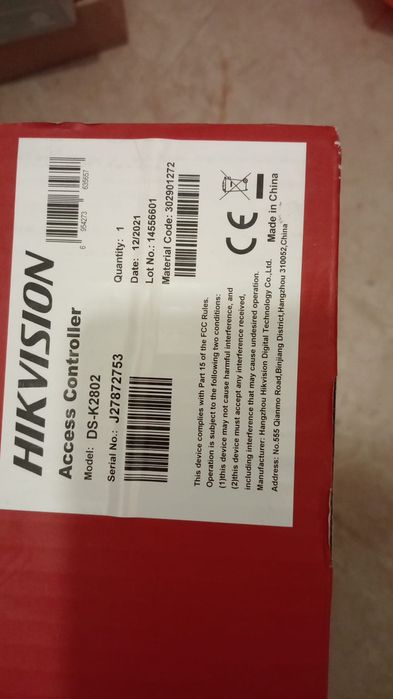 HIKVISION
Access Controller
Model: DS-K2802
Serial No.: J27872753
6 954273 635657
Quantity: 1
Date: 12/2021
Lot No.: 14556601
Material Code: 302901272
CE
Made in China
This device complies with Part 15 of the FCC Rules.
Operation is subject to the following two conditions:
(1)this device may not cause harmful interference, and
(2)this device must accept any interference received,
including interference that may cause undesired operation.
Manufacturer: Hangzhou Hikvision Digital Technology Co.,Ltd.
Address: No.555 Qianmo Road,Binjiang District,Hangzhou 310052,China